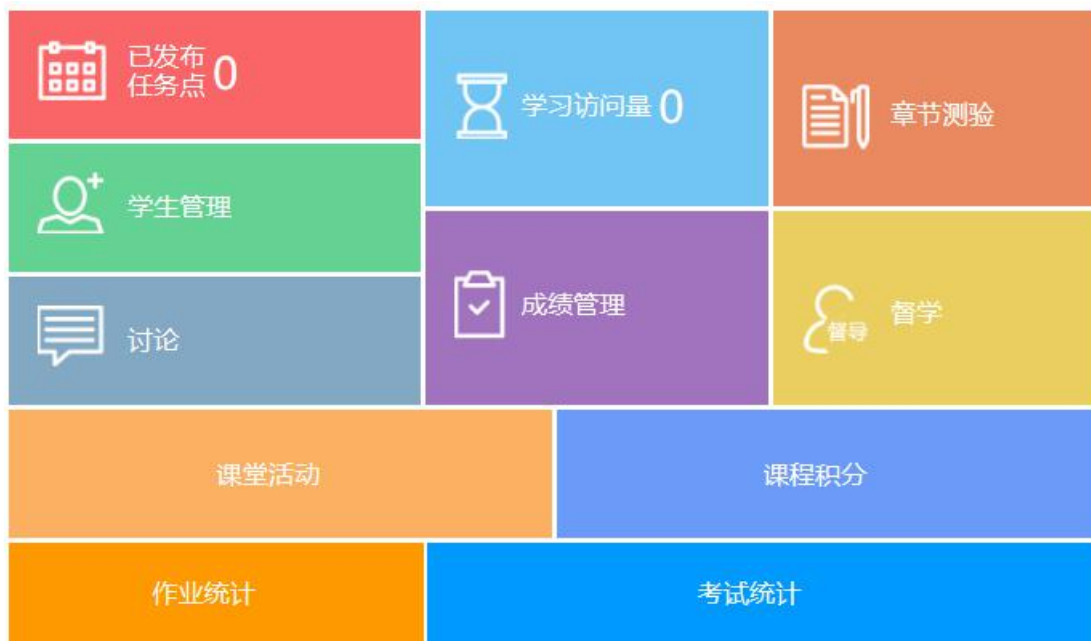 已发布
任务点 0
学习访问量 0
章节测验
学生管理
成绩管理
督导
督学
讨论
课堂活动
课程积分
作业统计
考试统计